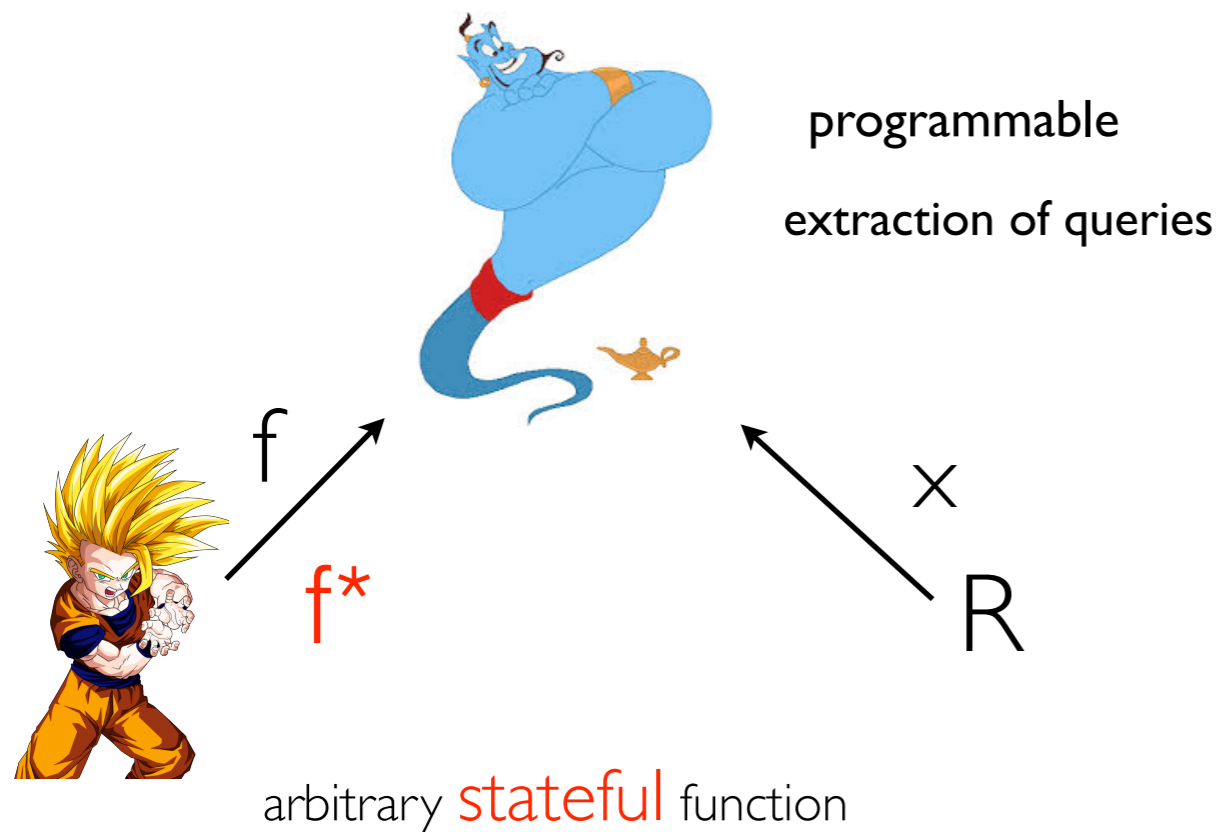 programmable
extraction of queries
f
x
f*
R
arbitrary stateful function